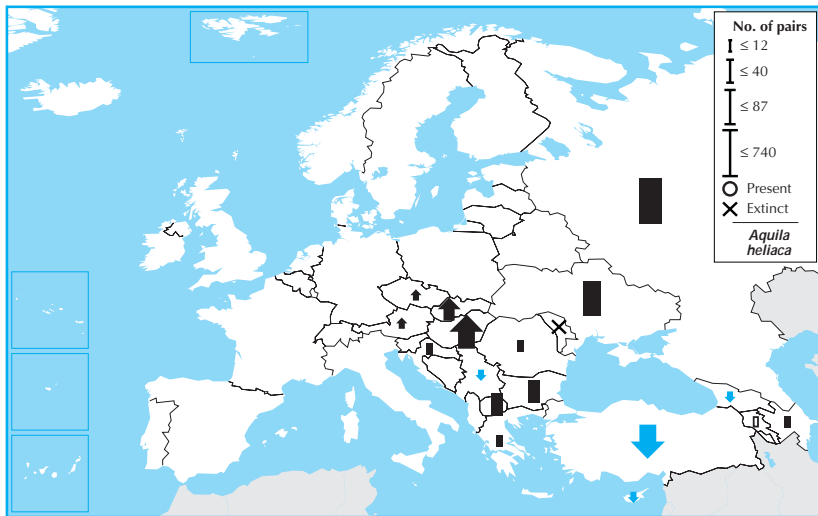 No. of pairs
≤ 12
≤ 40
≤ 87
≤ 740
Present
Extinct
Aquila
heliaca